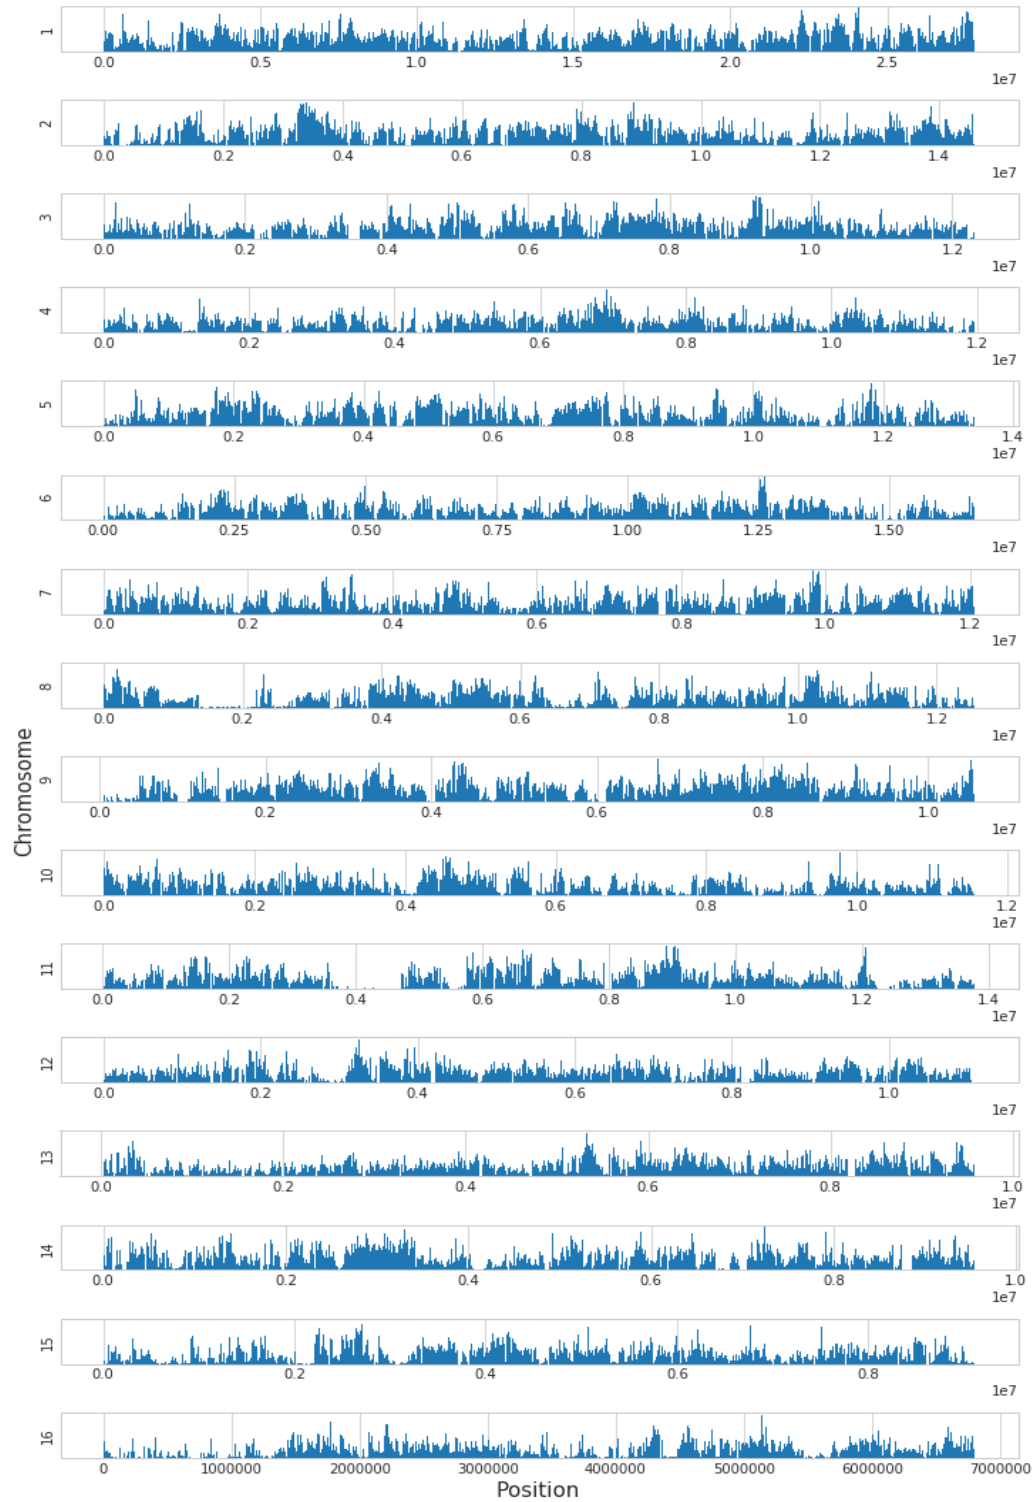 1
0.0 0.5 1.0 1.5 2.0 2.5
1e7
2
0.0 0.2 0.4 0.6 0.8 1.0 1.2 1.4
1e7
3
0.0 0.2 0.4 0.6 0.8 1.0 1.2
1e7
4
0.0 0.2 0.4 0.6 0.8 1.0 1.2
1e7
5
0.0 0.2 0.4 0.6 0.8 1.0 1.2 1.4
1e7
6
0.00 0.25 0.50 0.75 1.00 1.25 1.50
1e7
7
0.0 0.2 0.4 0.6 0.8 1.0 1.2
1e7
8
0.0 0.2 0.4 0.6 0.8 1.0 1.2
1e7
Chromosome
9
0.0 0.2 0.4 0.6 0.8 1.0
1e7
10
0.0 0.2 0.4 0.6 0.8 1.0 1.2
1e7
11
0.0 0.2 0.4 0.6 0.8 1.0 1.2 1.4
1e7
12
0.0 0.2 0.4 0.6 0.8 1.0
1e7
13
0.0 0.2 0.4 0.6 0.8 1.0
1e7
14
0.0 0.2 0.4 0.6 0.8 1.0
1e7
15
0.0 0.2 0.4 0.6 0.8
1e7
16
0 1000000 2000000 3000000 4000000 5000000 6000000 7000000
Position